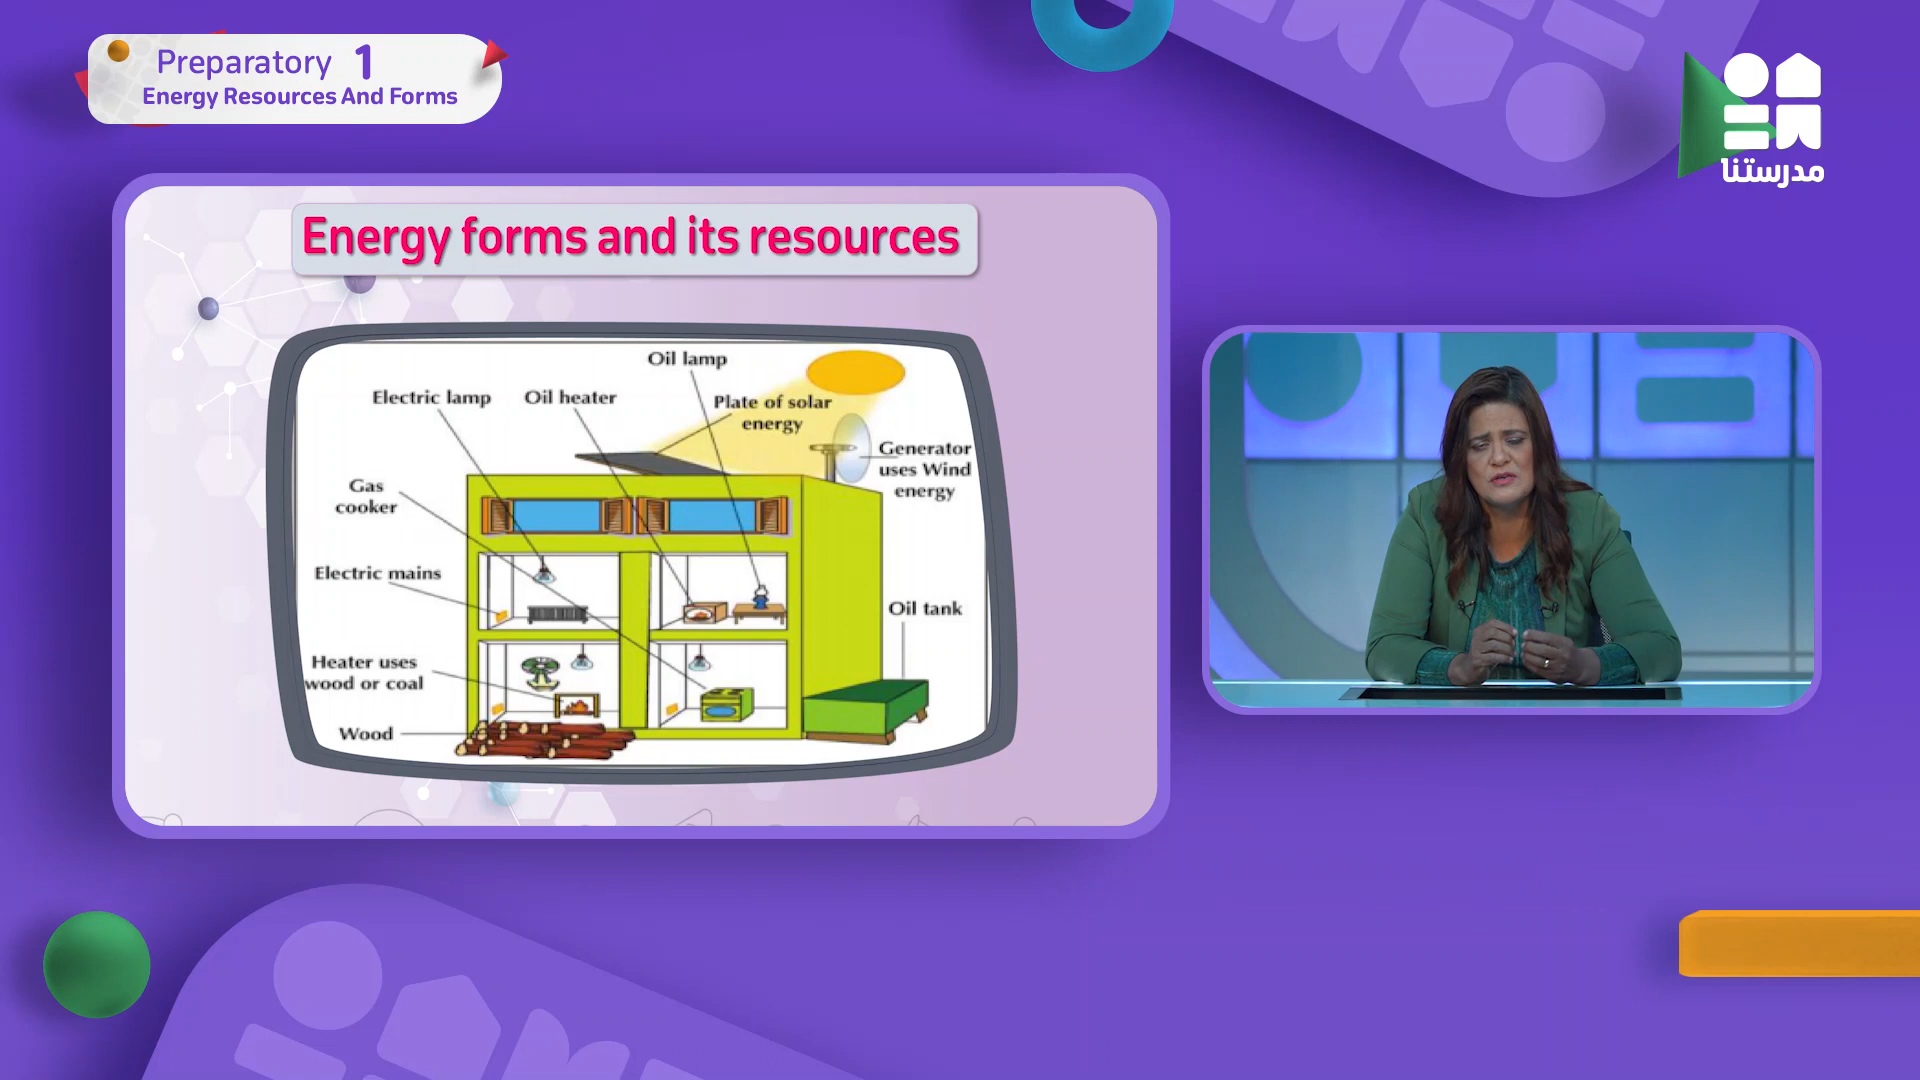 Preparatory 1
Energy Resources And Forms
مدرستنا
Energy forms and its resources
Oil lamp
Electric lamp
Oil heater
Plate of solar
energy
Generator
uses Wind
energy
Gas
cooker
Electric mains
Oil tank
Heater uses
wood or coal
Wood